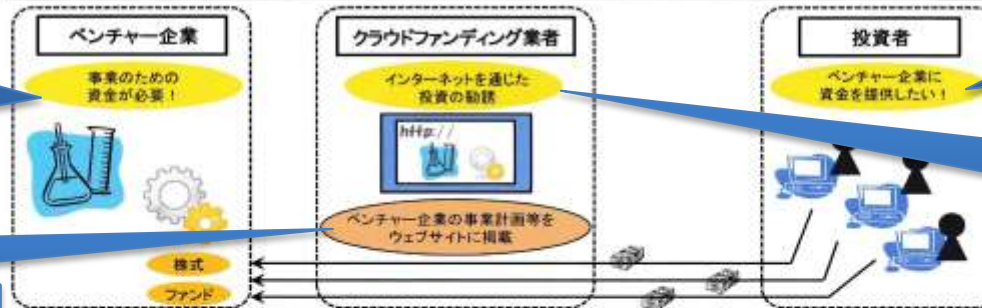 ベンチャー企業
事業のための
資金が必要！
株式
ファンド
クラウドファンディング業者
インターネットを通じた
投資の勧誘
http://
ベンチャー企業の事業計画等を
ウェブサイトに掲載
投資者
ベンチャー企業に
資金を提供したい！